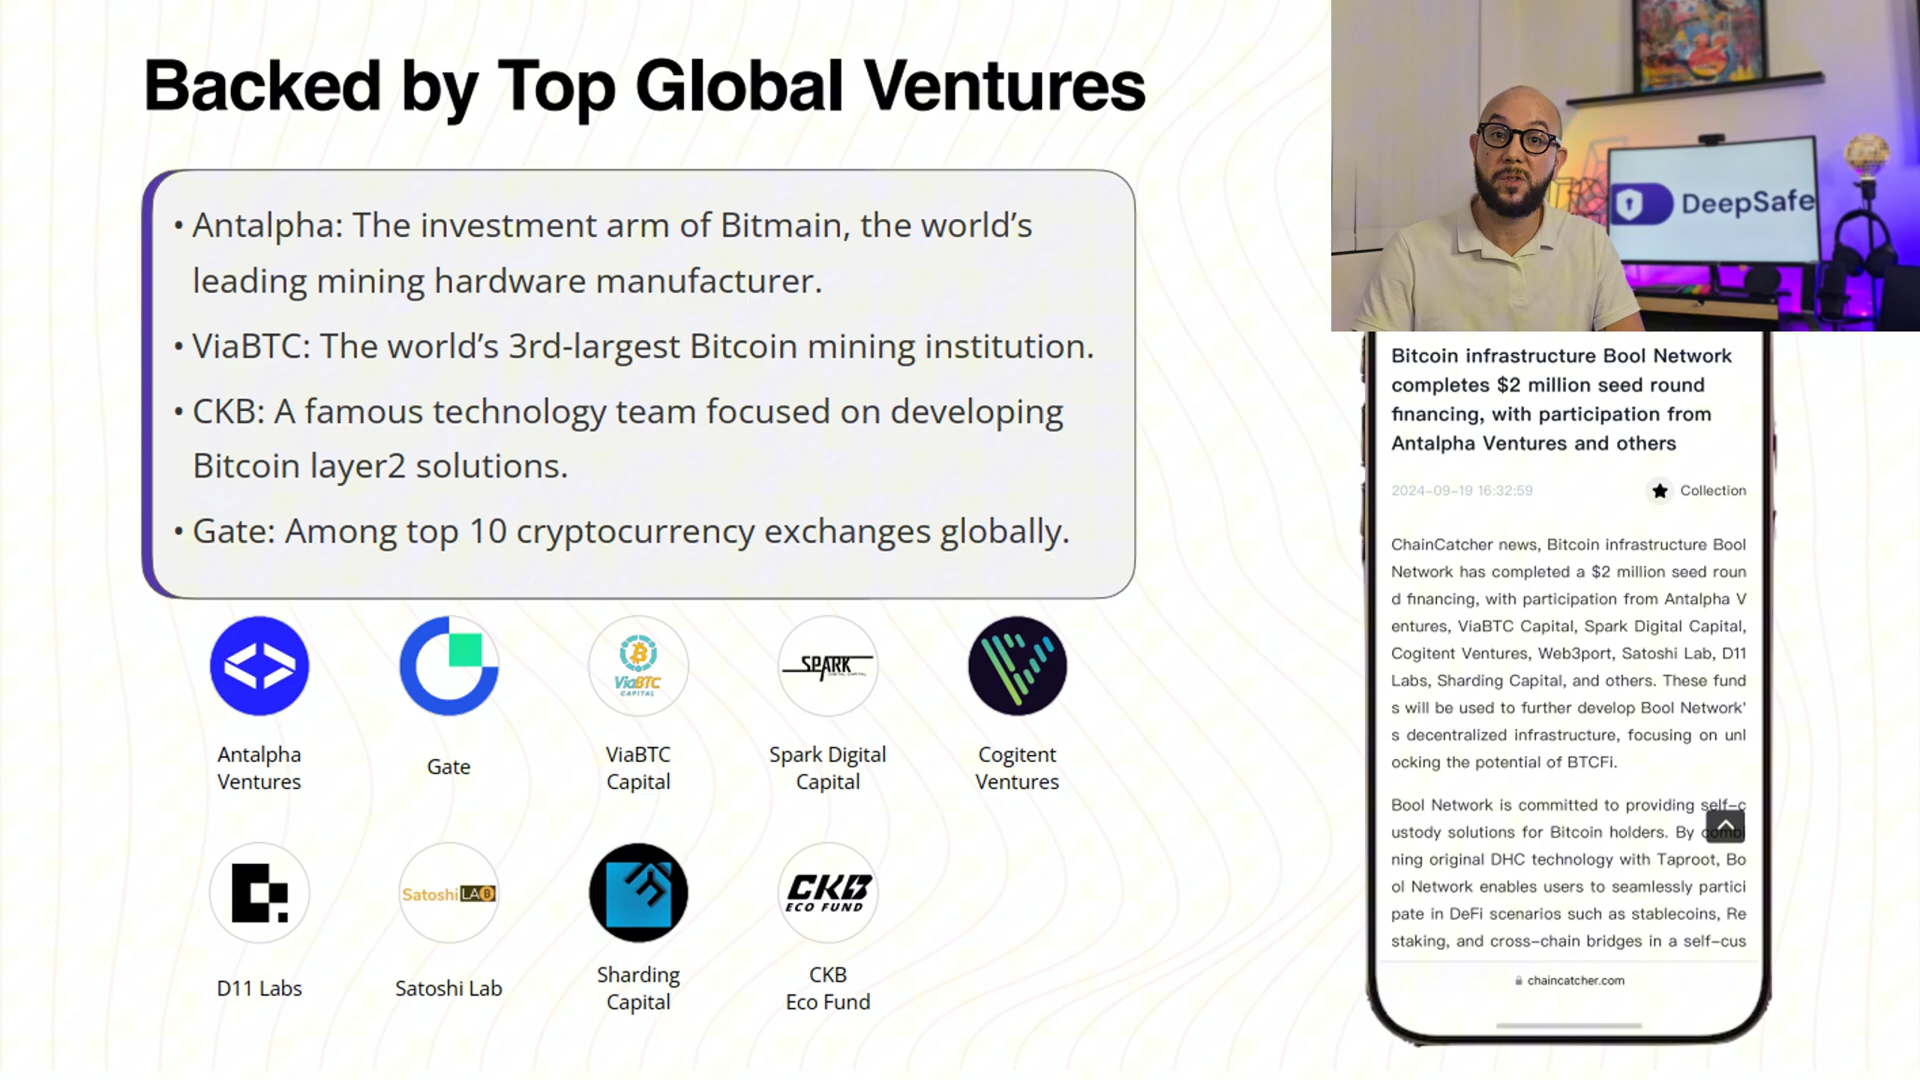 Backed by Top Global Ventures
• Antalpha: The investment arm of Bitmain, the world’s
leading mining hardware manufacturer.
• ViaBTC: The world’s 3rd-largest Bitcoin mining institution.
• CKB: A famous technology team focused on developing
Bitcoin layer2 solutions.
• Gate: Among top 10 cryptocurrency exchanges globally.
ViaBTC
CAPITAL
SPARK
DIGITAL CAPITAL
Antalpha
Ventures
Gate
ViaBTC
Capital
Spark Digital
Capital
Cogitent
Ventures
Satoshi LAB
CKB
ECO FUND
D11 Labs
Satoshi Lab
Sharding
Capital
CKB
Eco Fund
DeepSafe
Bitcoin infrastructure Bool Network
completes $2 million seed round
financing, with participation from
Antalpha Ventures and others
2024-09-19 16:32:59
Collection
ChainCatcher news, Bitcoin infrastructure Bool
Network has completed a $2 million seed roun
d financing, with participation from Antalpha V
entures, ViaBTC Capital, Spark Digital Capital,
Cogitent Ventures, Web3port, Satoshi Lab, D11
Labs, Sharding Capital, and others. These fund
s will be used to further develop Bool Network'
s decentralized infrastructure, focusing on unl
ocking the potential of BTCFi.
Bool Network is committed to providing self-c
ustody solutions for Bitcoin holders. By combi
ning original DHC technology with Taproot, Bo
ol Network enables users to seamlessly partici
pate in DeFi scenarios such as stablecoins, Re
staking, and cross-chain bridges in a self-cus
chaincatcher.com